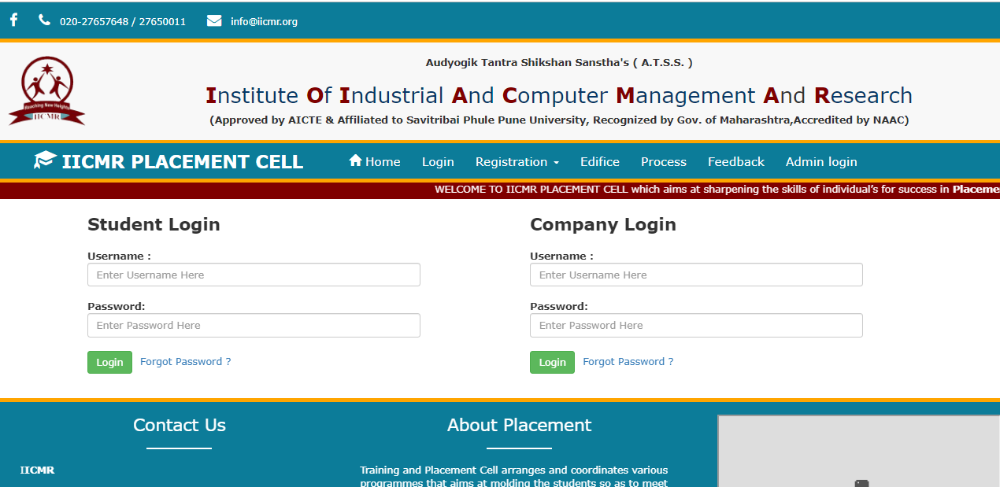 020-27657648 / 27650011
info@iicmr.org
Audyogik Tantra Shikshan Sanstha's ( A.T.S.S. )
Institute Of Industrial And Computer Management And Research
(Approved by AICTE & Affiliated to Savitribai Phule Pune University, Recognized by Gov. of Maharashtra,Accredited by NAAC)
Reaching New Heights
IICMR
IICMR PLACEMENT CELL
Home Login Registration Edifice Process Feedback Admin login
WELCOME TO IICMR PLACEMENT CELL which aims at sharpening the skills of individual's for success in Placeme
Student Login
Username :
Enter Username Here
Password:
Enter Password Here
Login Forgot Password ?
Company Login
Username :
Enter Username Here
Password:
Enter Password Here
Login Forgot Password ?
Contact Us
IICMR
About Placement
Training and Placement Cell arranges and coordinates various
programmes that aims at molding the students so as to meet